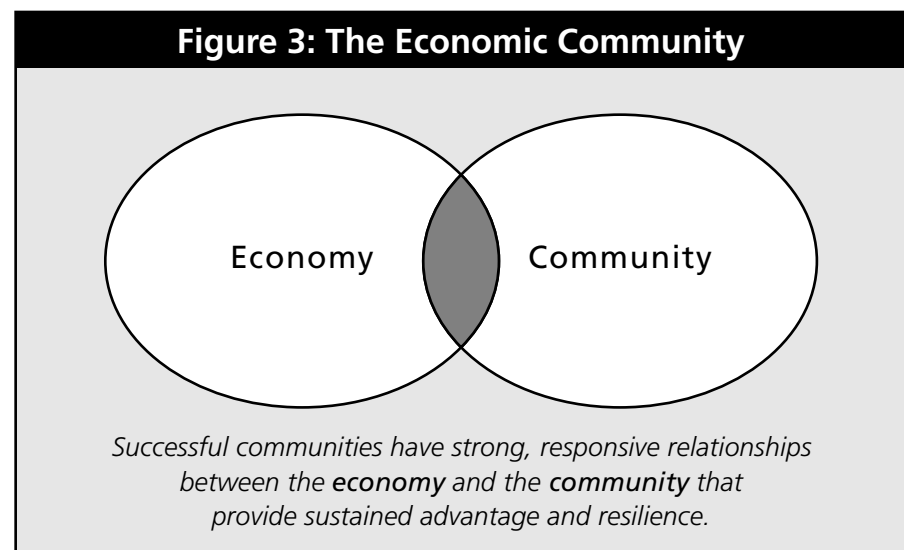 Figure 3: The Economic Community
Economy
Community
Successful communities have strong, responsive relationships
between the economy and the community that
provide sustained advantage and resilience.